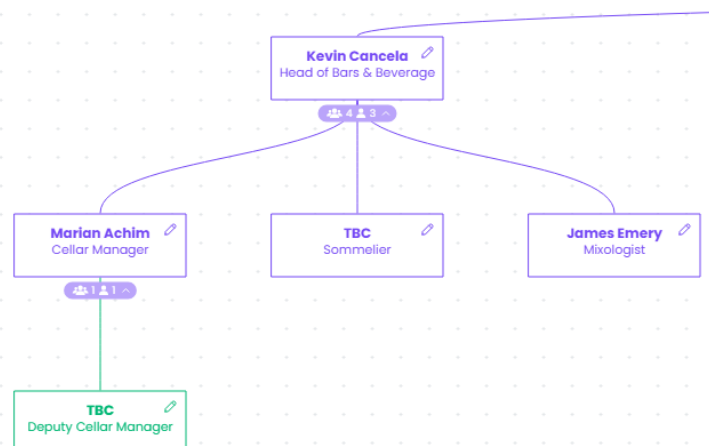 Kevin Cancela
Head of Bars & Beverage
4 3
Marian Achim
Cellar Manager
TBC
Sommelier
James Emery
Mixologist
1 1
TBC
Deputy Cellar Manager